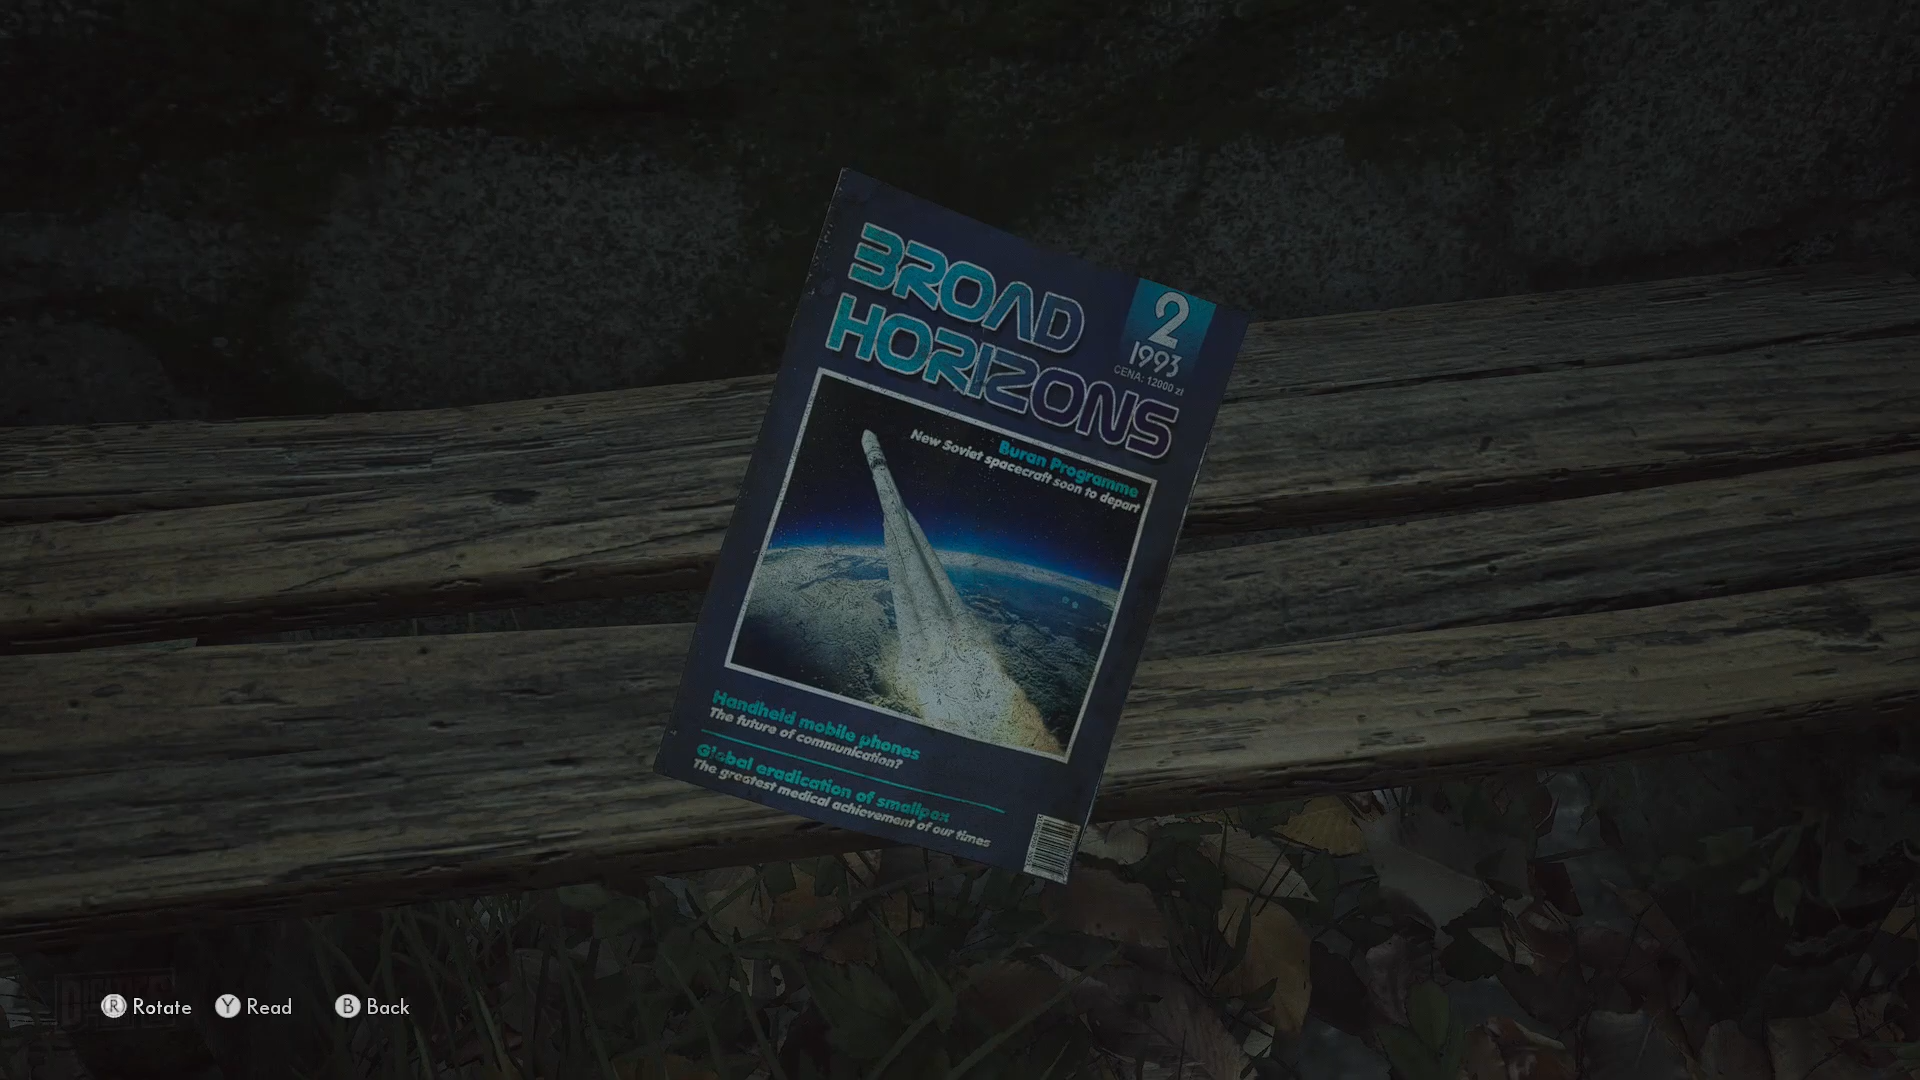 BROAD
HORIZONS
2
1993
CENA: 12000 zł
Buran Programme
New Soviet spacecraft soon to depart
Handheld mobile phones
The future of communication?
Global eradication of smallpox
The greatest medical achievement of our times
R Rotate Y Read B Back